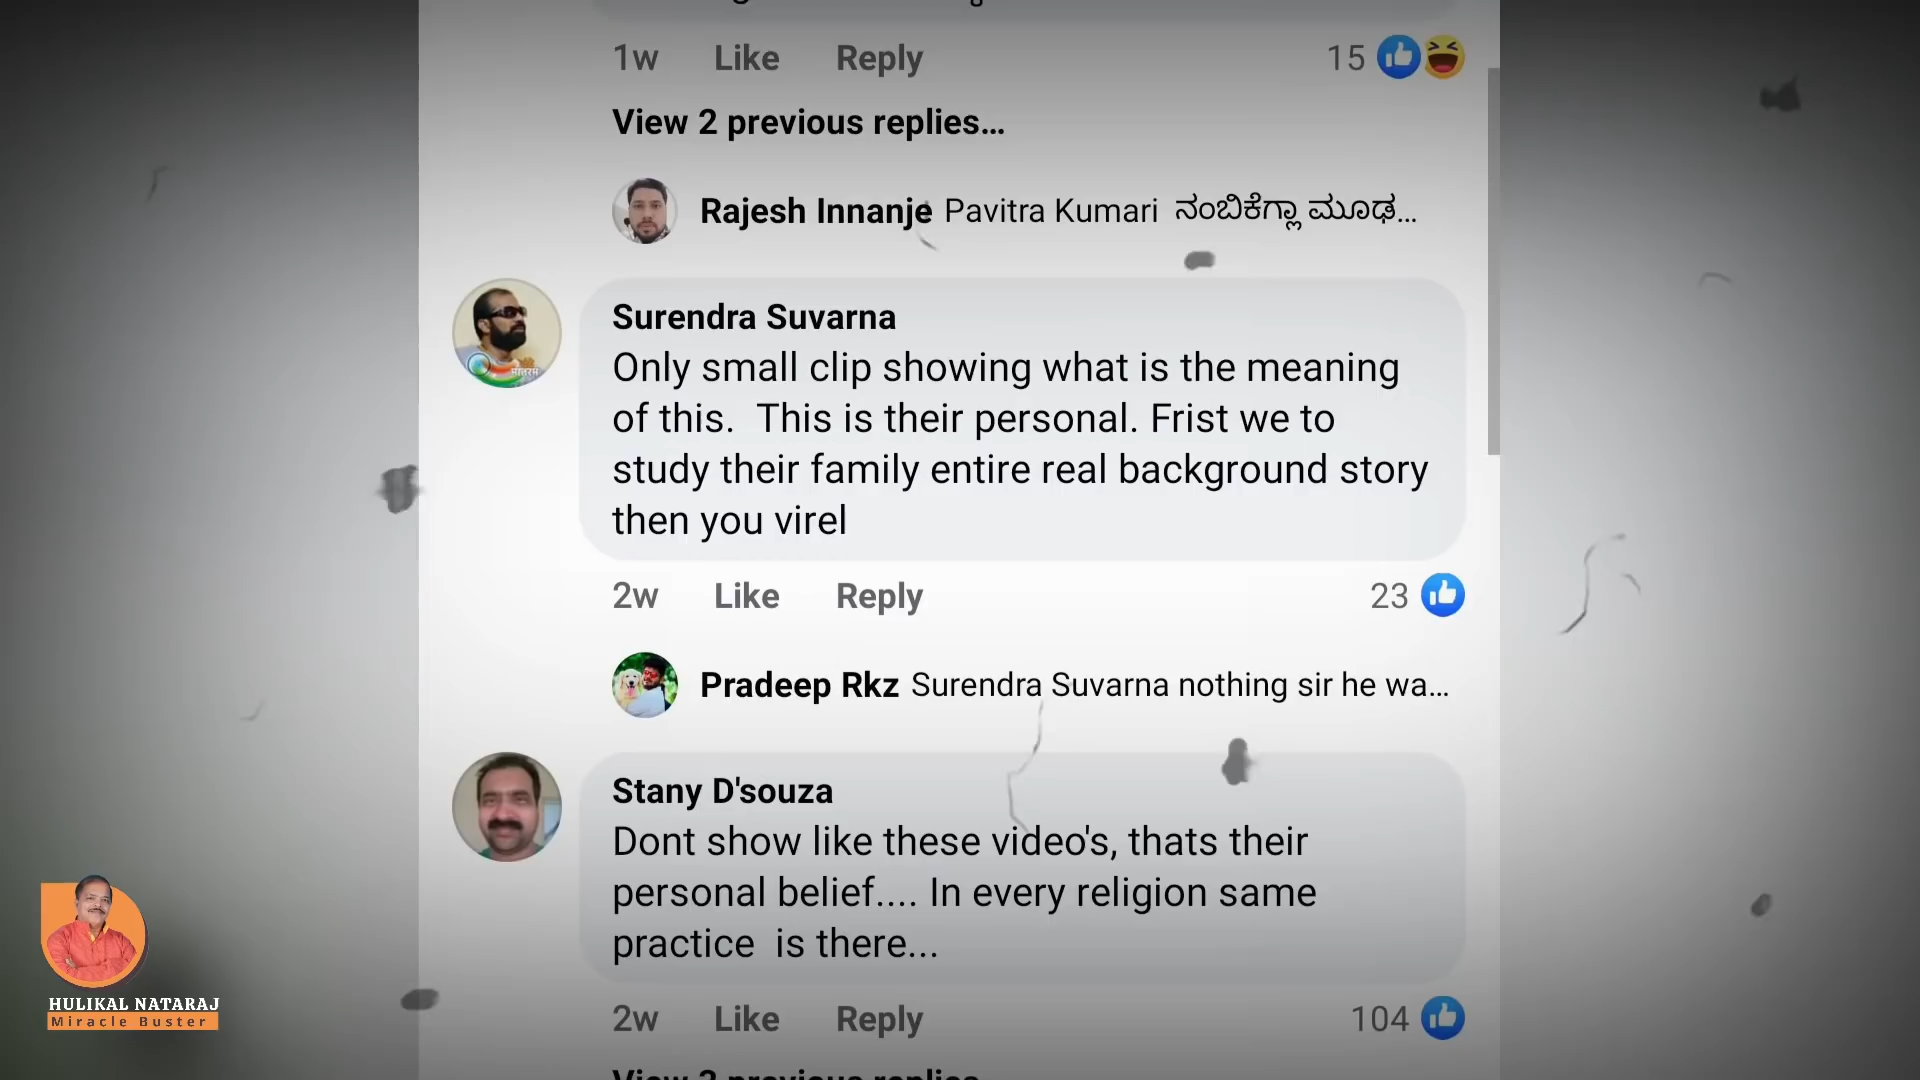 1w Like Reply 15
View 2 previous replies...
Rajesh Innanje Pavitra Kumari ನಂಬಿಕೆಗ್ಲಾ ಮೂಢ...
Surendra Suvarna
Only small clip showing what is the meaning
of this. This is their personal. Frist we to
study their family entire real background story
then you virel
2w Like Reply 23
Pradeep Rkz Surendra Suvarna nothing sir he wa...
Stany D'souza
Dont show like these video's, thats their
personal belief.... In every religion same
practice is there...
2w Like Reply 104
HULIKAL NATARAJ
Miracle Buster